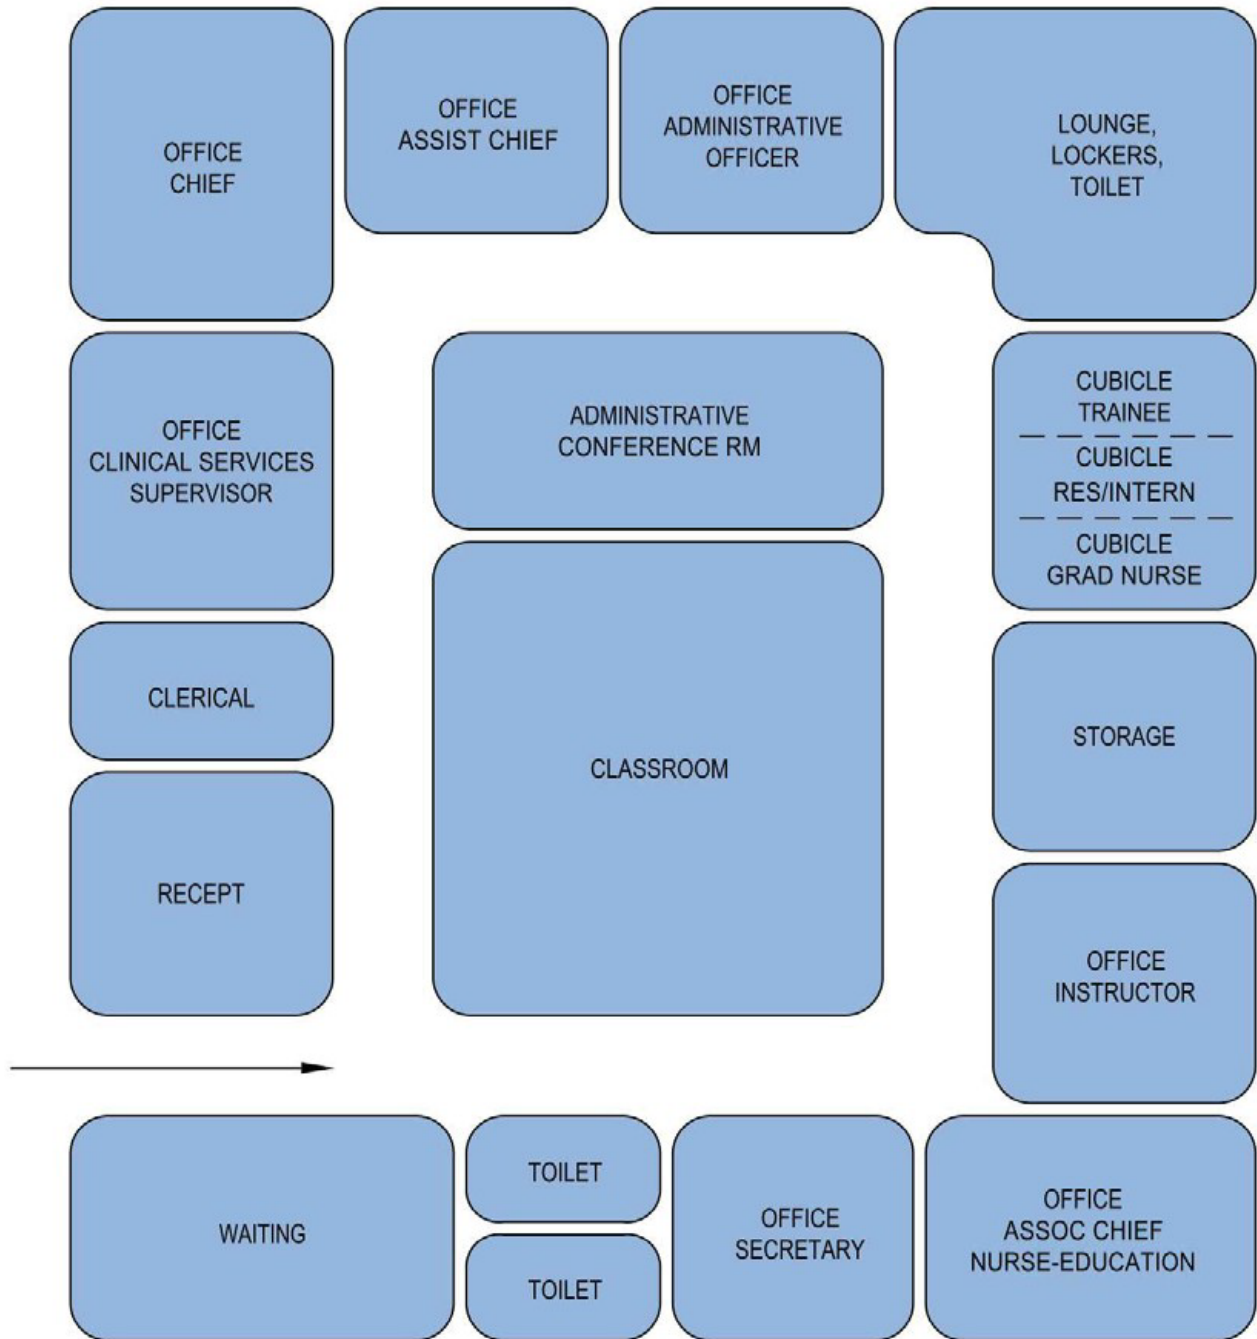 OFFICE
CHIEF
OFFICE
ASSIST CHIEF
OFFICE
ADMINISTRATIVE
OFFICER
LOUNGE,
LOCKERS,
TOILET
OFFICE
CLINICAL SERVICES
SUPERVISOR
ADMINISTRATIVE
CONFERENCE RM
CUBICLE
TRAINEE
CUBICLE
RES/INTERN
CUBICLE
GRAD NURSE
CLERICAL
CLASSROOM
STORAGE
RECEPT
OFFICE
INSTRUCTOR
WAITING
TOILET
TOILET
OFFICE
SECRETARY
OFFICE
ASSOC CHIEF
NURSE-EDUCATION